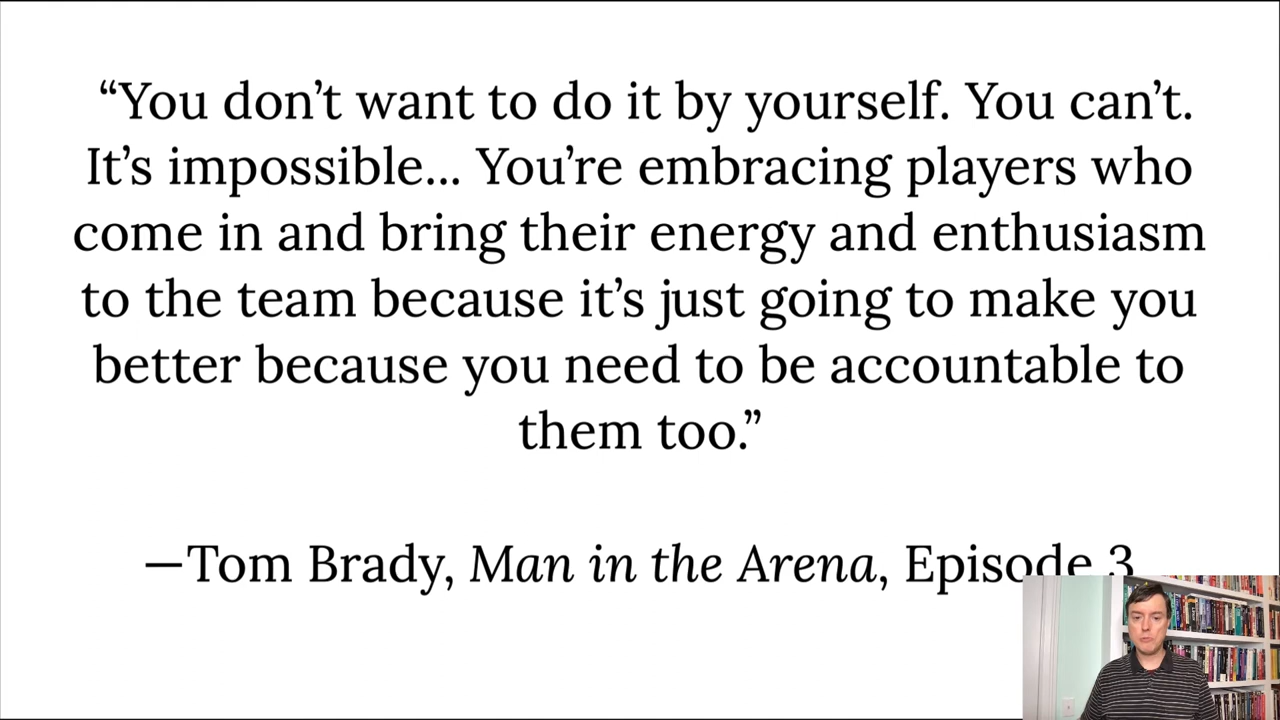 “You don’t want to do it by yourself. You can’t.
It’s impossible... You’re embracing players who
come in and bring their energy and enthusiasm
to the team because it’s just going to make you
better because you need to be accountable to
them too.”
—Tom Brady, Man in the Arena, Episode 3